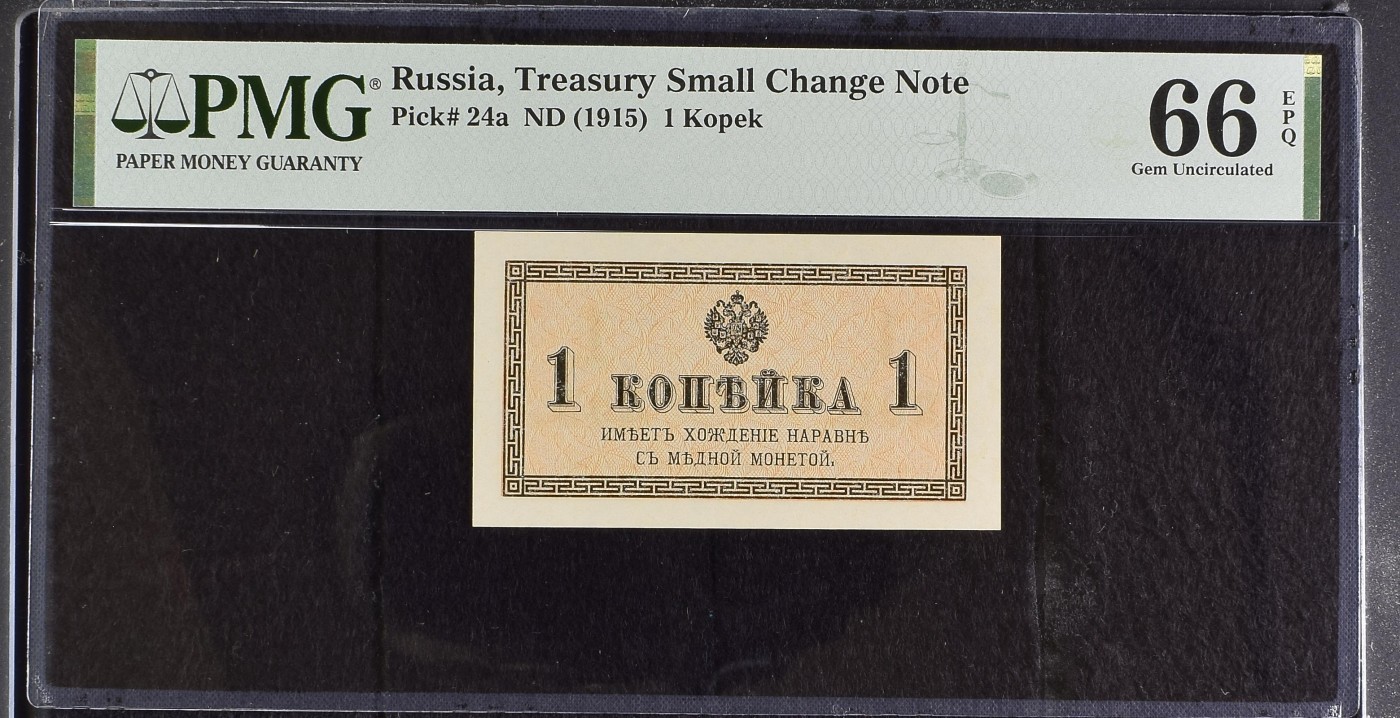 PMG®
PAPER MONEY GUARANTY
Russia, Treasury Small Change Note
Pick# 24a ND (1915) 1 Kopek
66
EPQ
Gem Uncirculated
1 КОПѢЙКА 1
ИМѢЕТЪ ХОЖДЕНІЕ НАРАВНѢ
СЪ МѢДНОЙ МОНЕТОЙ.